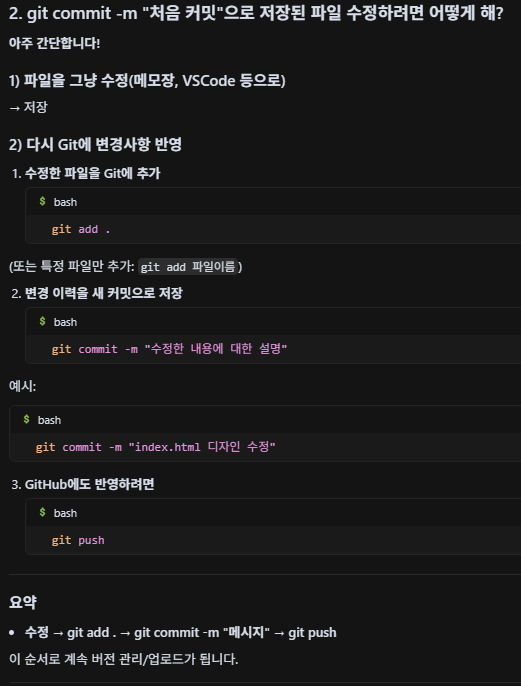 2. git commit -m "처음 커밋"으로 저장된 파일 수정하려면 어떻게 해?
아주 간단합니다!
1) 파일을 그냥 수정(메모장, VSCode 등으로)
→ 저장
2) 다시 Git에 변경사항 반영
1. 수정한 파일을 Git에 추가
$ bash
git add .
(또는 특정 파일만 추가: git add 파일이름)
2. 변경 이력을 새 커밋으로 저장
$ bash
git commit -m "수정한 내용에 대한 설명"
예시:
$ bash
git commit -m "index.html 디자인 수정"
3. GitHub에도 반영하려면
$ bash
git push
요약
• 수정 → git add . → git commit -m "메시지" → git push
이 순서로 계속 버전 관리/업로드가 됩니다.